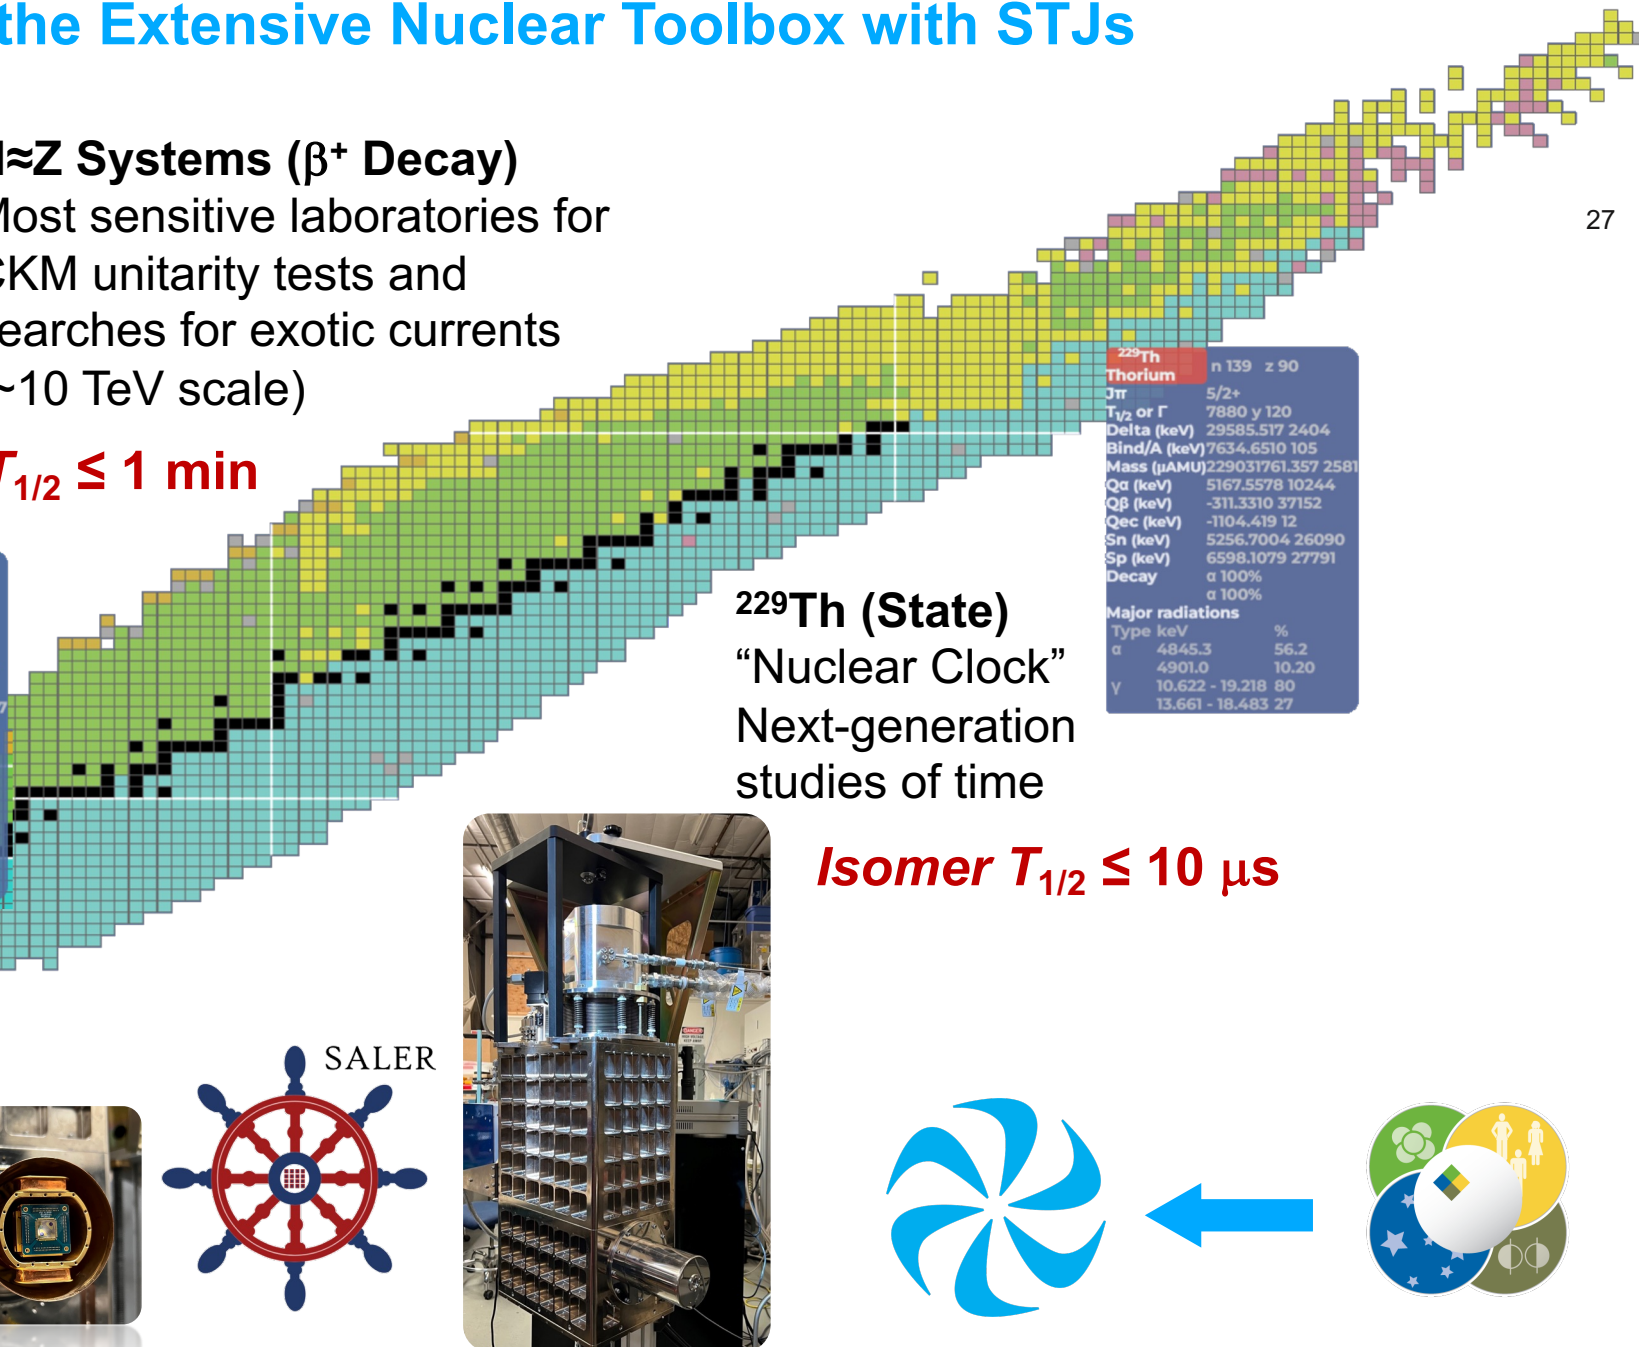 the Extensive Nuclear Toolbox with STJs
≈Z Systems (β⁺ Decay)
Most sensitive laboratories for
CKM unitarity tests and
earches for exotic currents
~10 TeV scale)
T1/2 ≤ 1 min
27
229Th
Thorium
n 139 z 90
Jπ 5/2+
T1/2 or Γ 7880 y 120
Delta (keV) 29585.517 2404
Bind/A (keV) 7634.6510 105
Mass (μAMU) 229031761.357 2581
Qα (keV) 5167.5578 10244
Qβ (keV) -311.3310 37152
Qec (keV) -1104.419 12
Sn (keV) 5256.7004 26090
Sp (keV) 6598.1079 27791
Decay α 100%
α 100%
Major radiations
Type keV %
α 4845.3 56.2
4901.0 10.20
γ 10.622 - 19.218 80
13.661 - 18.483 27
229Th (State)
“Nuclear Clock”
Next-generation
studies of time
Isomer T1/2 ≤ 10 μs
7
SALER
DANGER